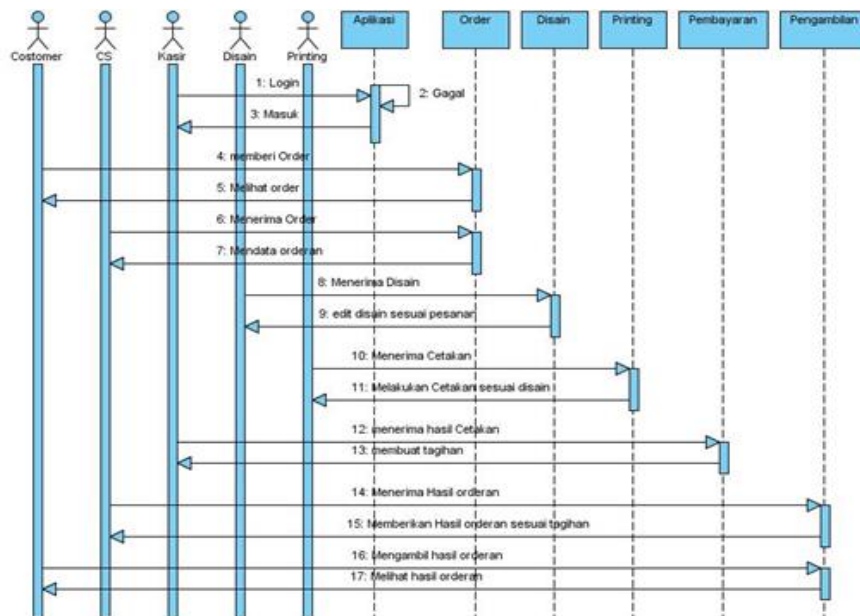 Aplikasi
Order
Disain
Printing
Pembayaran
Pengambilan
Costomer
CS
Kasir
Disain
Printing
1: Login
2: Gagal
3: Masuk
4: memberi Order
5: Melihat order
6: Menerima Order
7: Mendata orderan
8: Menerima Disain
9: edit disain sesuai pesanan
10: Menerima Cetakan
11: Melakukan Cetakan sesuai disain
12: menerima hasil Cetakan
13: membuat tagihan
14: Menerima Hasil orderan
15: Memberikan Hasil orderan sesuai tagihan
16: Mengambil hasil orderan
17: Melihat hasil orderan